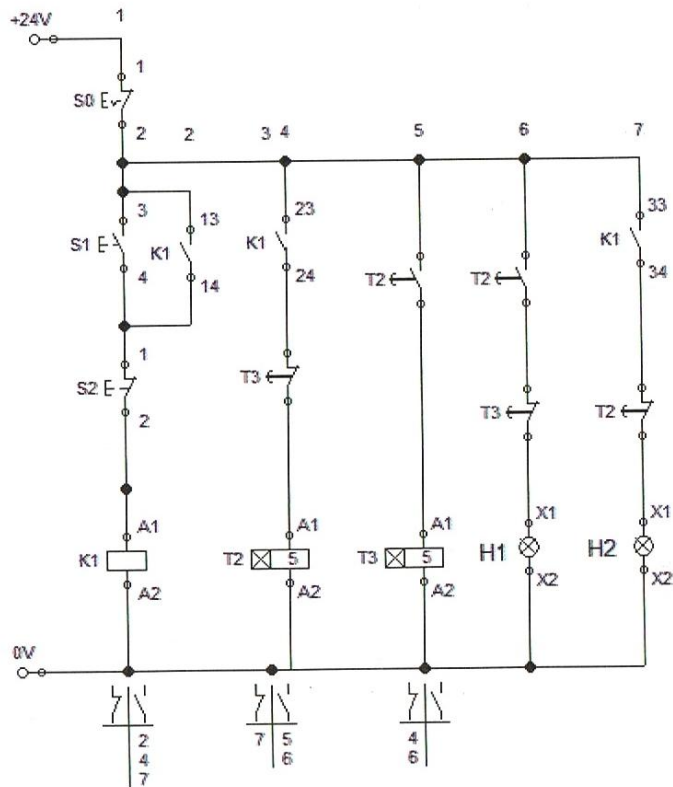 1
+24V
1
S0
2 2 3 4 5 6 7
3 13 23 33
S1 K1 K1 K1
4 14 24 34
T2 T2
1
S2 T3 T3 T2
2
A1 A1 A1 X1 X1
K1 T2 5 T3 5 H1 H2
A2 A2 A2 X2 X2
0V
2 7 5 4
4 6 6
7